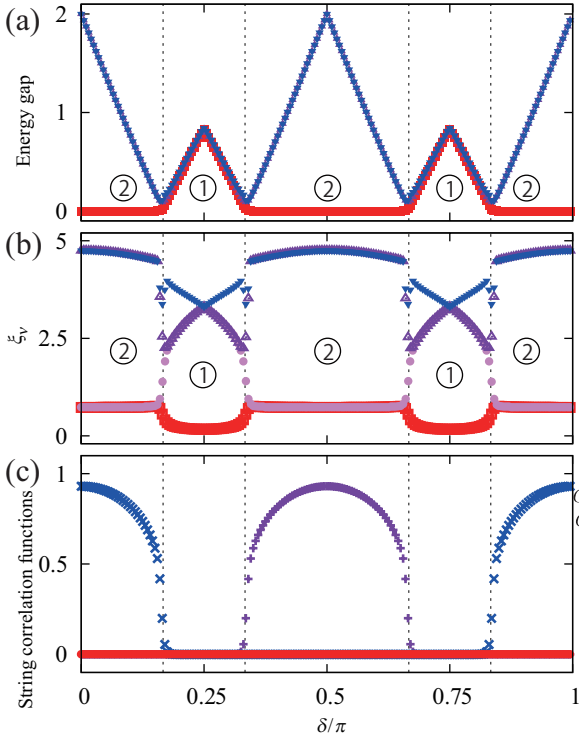 (a)
2
1
0
Energy gap
② ① ② ① ②
(b)
5
2.5
0
ξν
② ① ② ① ②
(c)
1
0.5
0
String correlation functions
0 0.25 0.5 0.75 1
δ/π